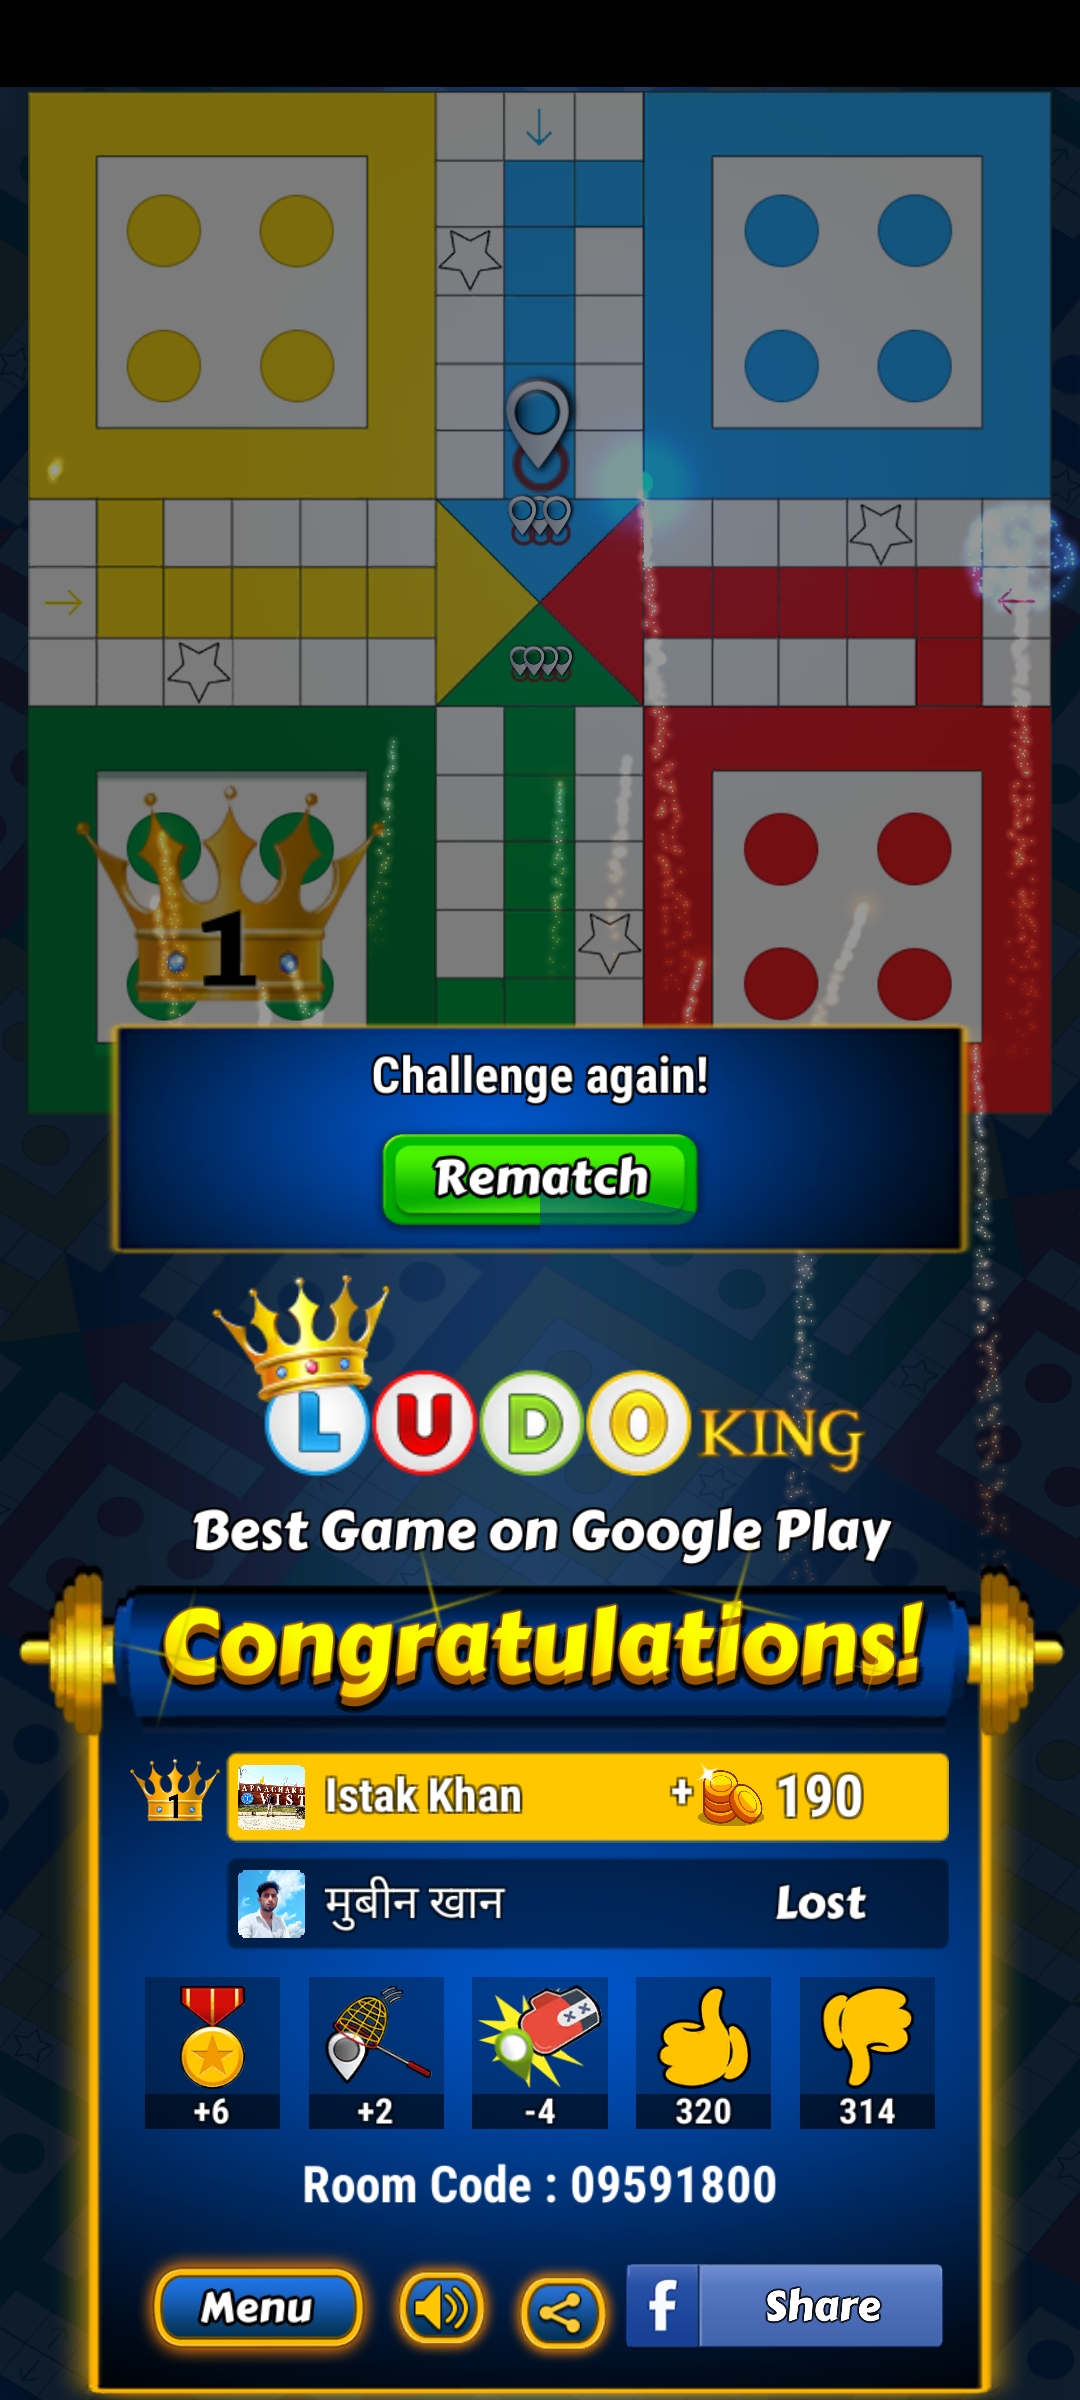 1
Challenge again!
Rematch
LUDO KING
Best Game on Google Play
Congratulations!
1 Istak Khan + 190
मुबीन खान Lost
+6 +2 -4 320 314
Room Code : 09591800
Menu f Share